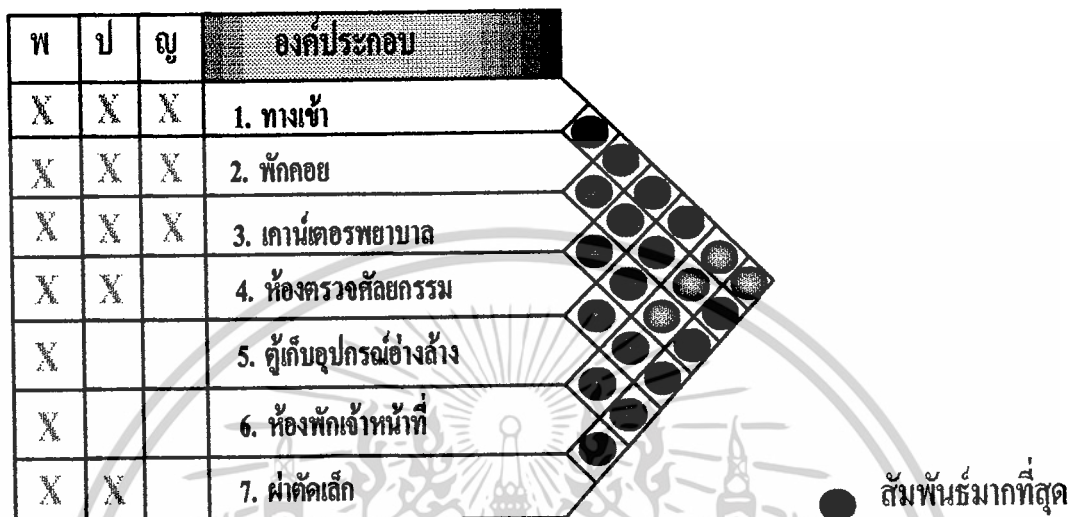 พ ป ญ องค์ประกอบ
X X X 1. ทางเข้า
X X X 2. พักคอย
X X X 3. เคาน์เตอรพยาบาล
X X 4. ห้องตรวจศัลยกรรม
X 5. ตู้เก็บอุปกรณ์อ่างล้าง
X 6. ห้องพักเจ้าหน้าที่
X X 7. ผ่าตัดเล็ก
สัมพันธ์มากที่สุด